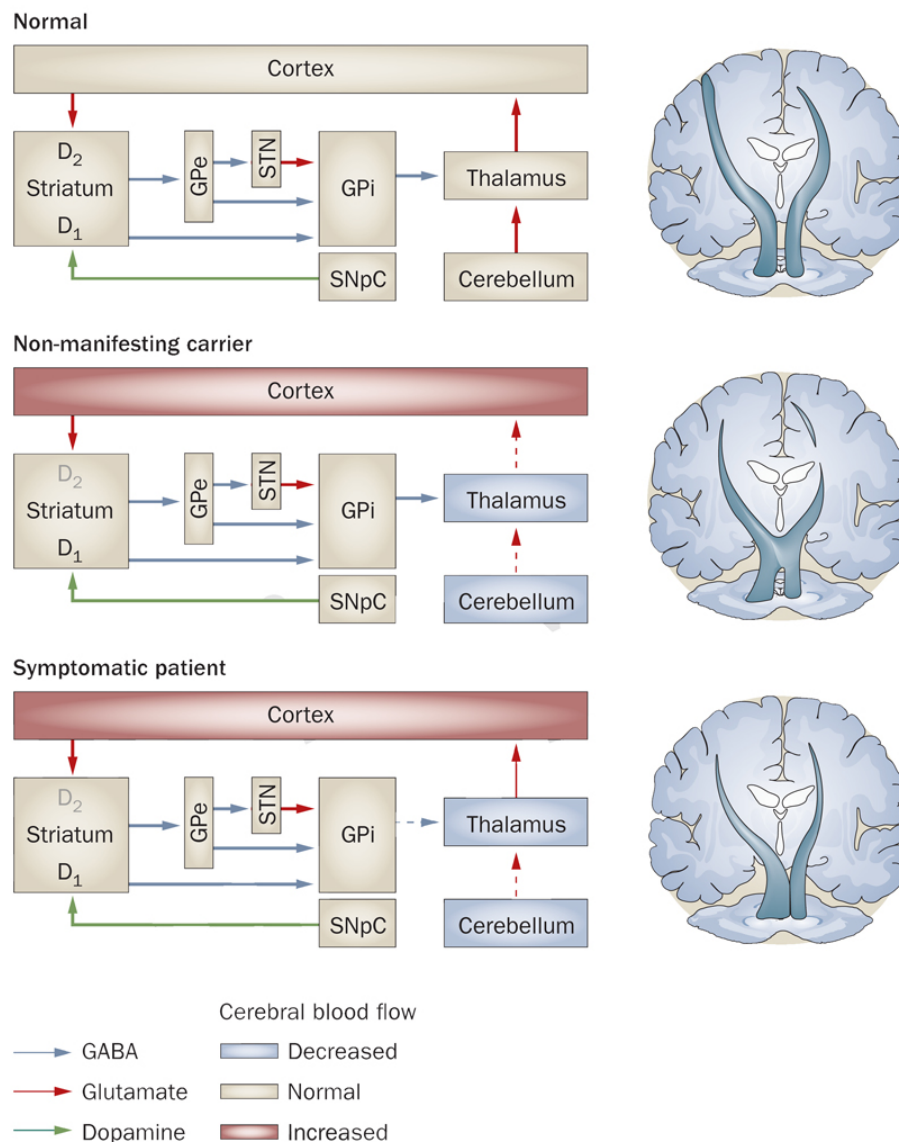 Normal
Cortex
D₂
Striatum
D₁
GPe
STN
GPi
SNpC
Thalamus
Cerebellum
Non-manifesting carrier
Cortex
D₂
Striatum
D₁
GPe
STN
GPi
SNpC
Thalamus
Cerebellum
Symptomatic patient
Cortex
D₂
Striatum
D₁
GPe
STN
GPi
SNpC
Thalamus
Cerebellum
Cerebral blood flow
GABA
Decreased
Glutamate
Normal
Dopamine
Increased